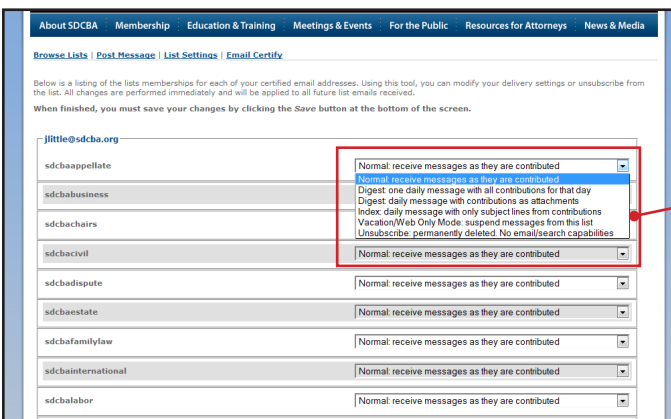 About SDCBA Membership Education & Training Meetings & Events For the Public Resources for Attorneys News & Media
Browse Lists | Post Message | List Settings | Email Certify
Below is a listing of the lists memberships for each of your certified email addresses. Using this tool, you can modify your delivery settings or unsubscribe from
the list. All changes are performed immediately and will be applied to all future list emails received.
When finished, you must save your changes by clicking the Save button at the bottom of the screen.
jlittle@sdcba.org
sdcbaappellate Normal: receive messages as they are contributed
Normal: receive messages as they are contributed
Digest: one daily message with all contributions for that day
sdcbabusiness Digest: daily message with contributions as attachments
Index: daily message with only subject lines from contributions
sdcbachairs Vacation/Web Only Mode: suspend messages from this list
Unsubscribe: permanently deleted. No email/search capabilities
sdcbacivil Normal: receive messages as they are contributed
sdcbadispute Normal: receive messages as they are contributed
sdcbaestate Normal: receive messages as they are contributed
sdcbafamilylaw Normal: receive messages as they are contributed
sdcbainternational Normal: receive messages as they are contributed
sdcbalabor Normal: receive messages as they are contributed